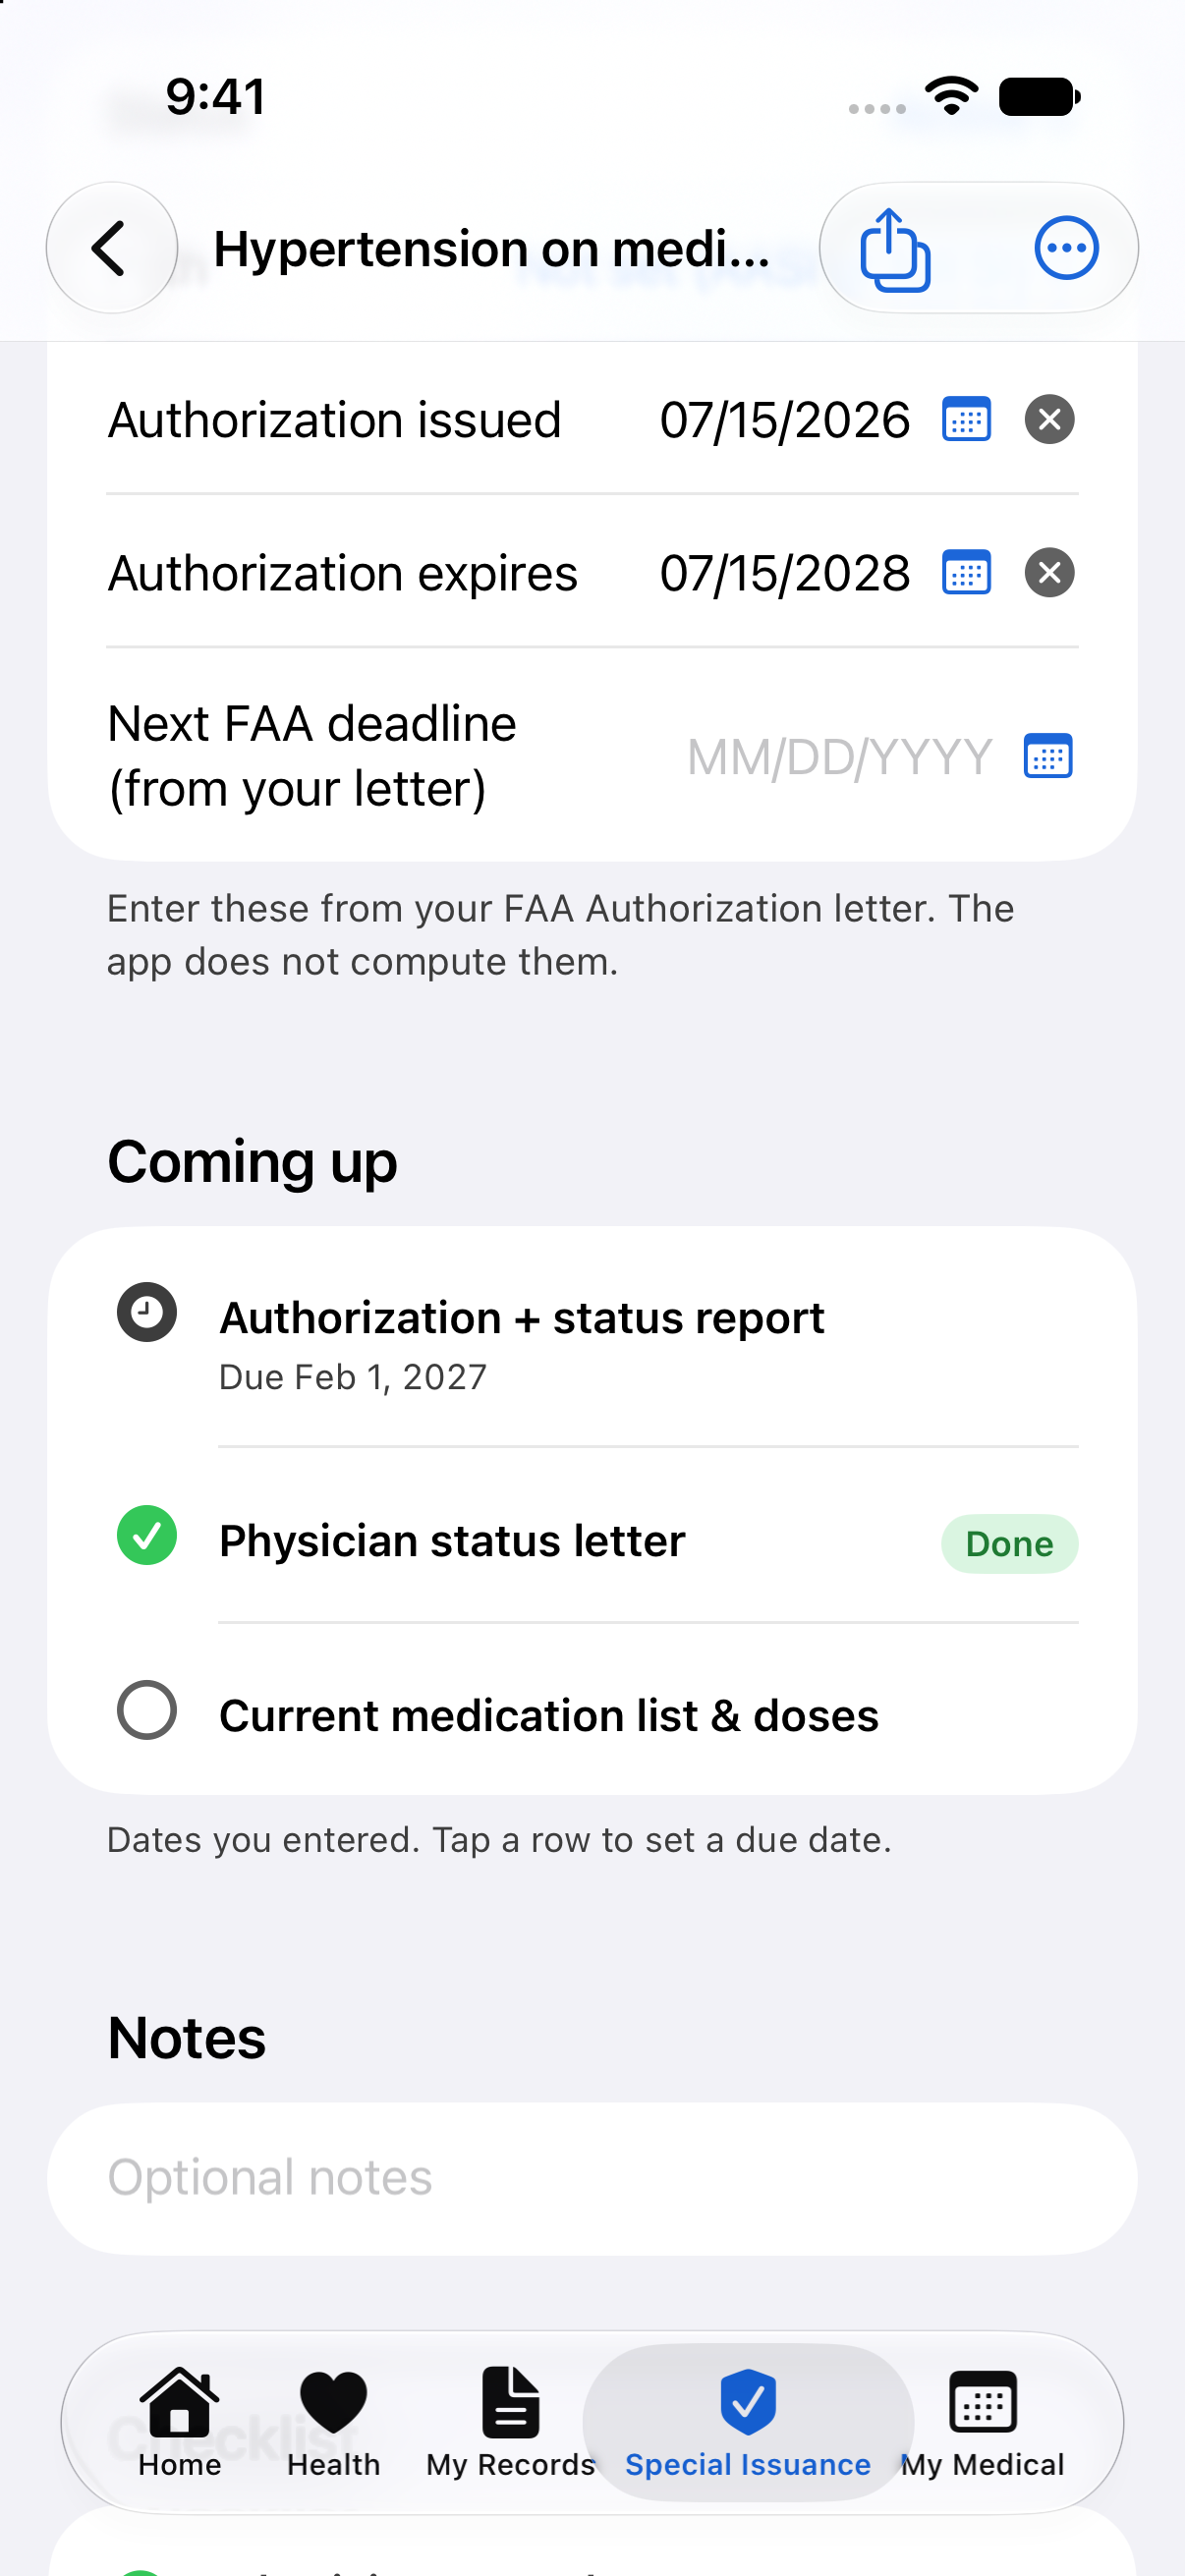 9:41
Hypertension on medi...
Authorization issued 07/15/2026
Authorization expires 07/15/2028
Next FAA deadline
(from your letter)
MM/DD/YYYY
Enter these from your FAA Authorization letter. The
app does not compute them.
Coming up
Authorization + status report
Due Feb 1, 2027
Physician status letter Done
Current medication list & doses
Dates you entered. Tap a row to set a due date.
Notes
Optional notes
Checklist
Home Health My Records Special Issuance My Medical